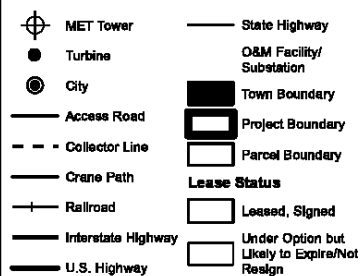 MET Tower
Turbine
City
Access Road
Collector Line
Crane Path
Railroad
Interstate Highway
U.S. Highway
State Highway
O&M Facility/
Substation
Town Boundary
Project Boundary
Parcel Boundary
Lease Status
Leased, Signed
Under Option but
Likely to Expire/Not
Resign